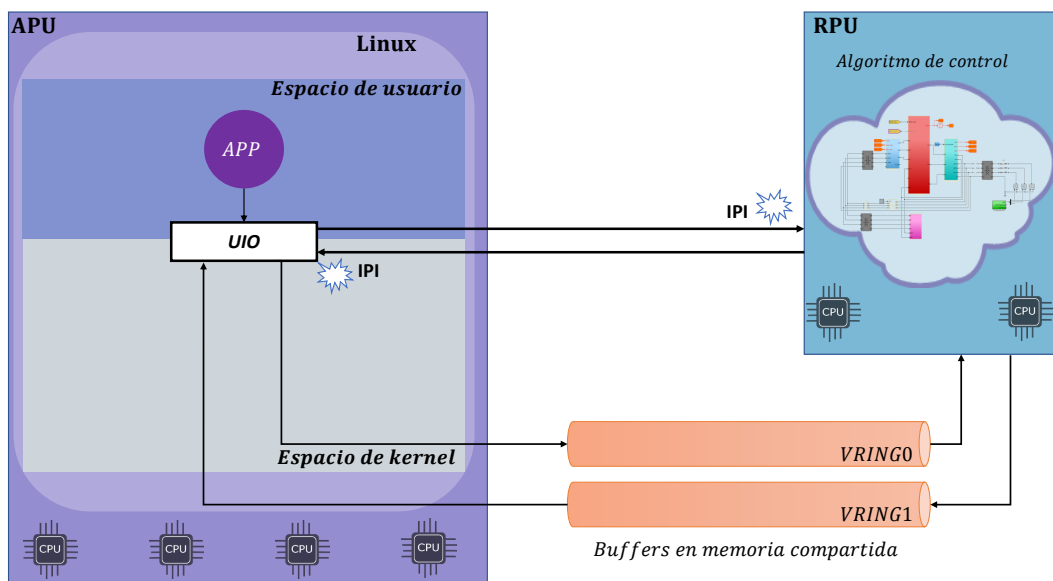 APU
Linux
Espacio de usuario
APP
UIO
IPI
IPI
Espacio de kernel
CPU
CPU
CPU
CPU
RPU
Algoritmo de control
CPU
CPU
VRING0
VRING1
Buffers en memoria compartida